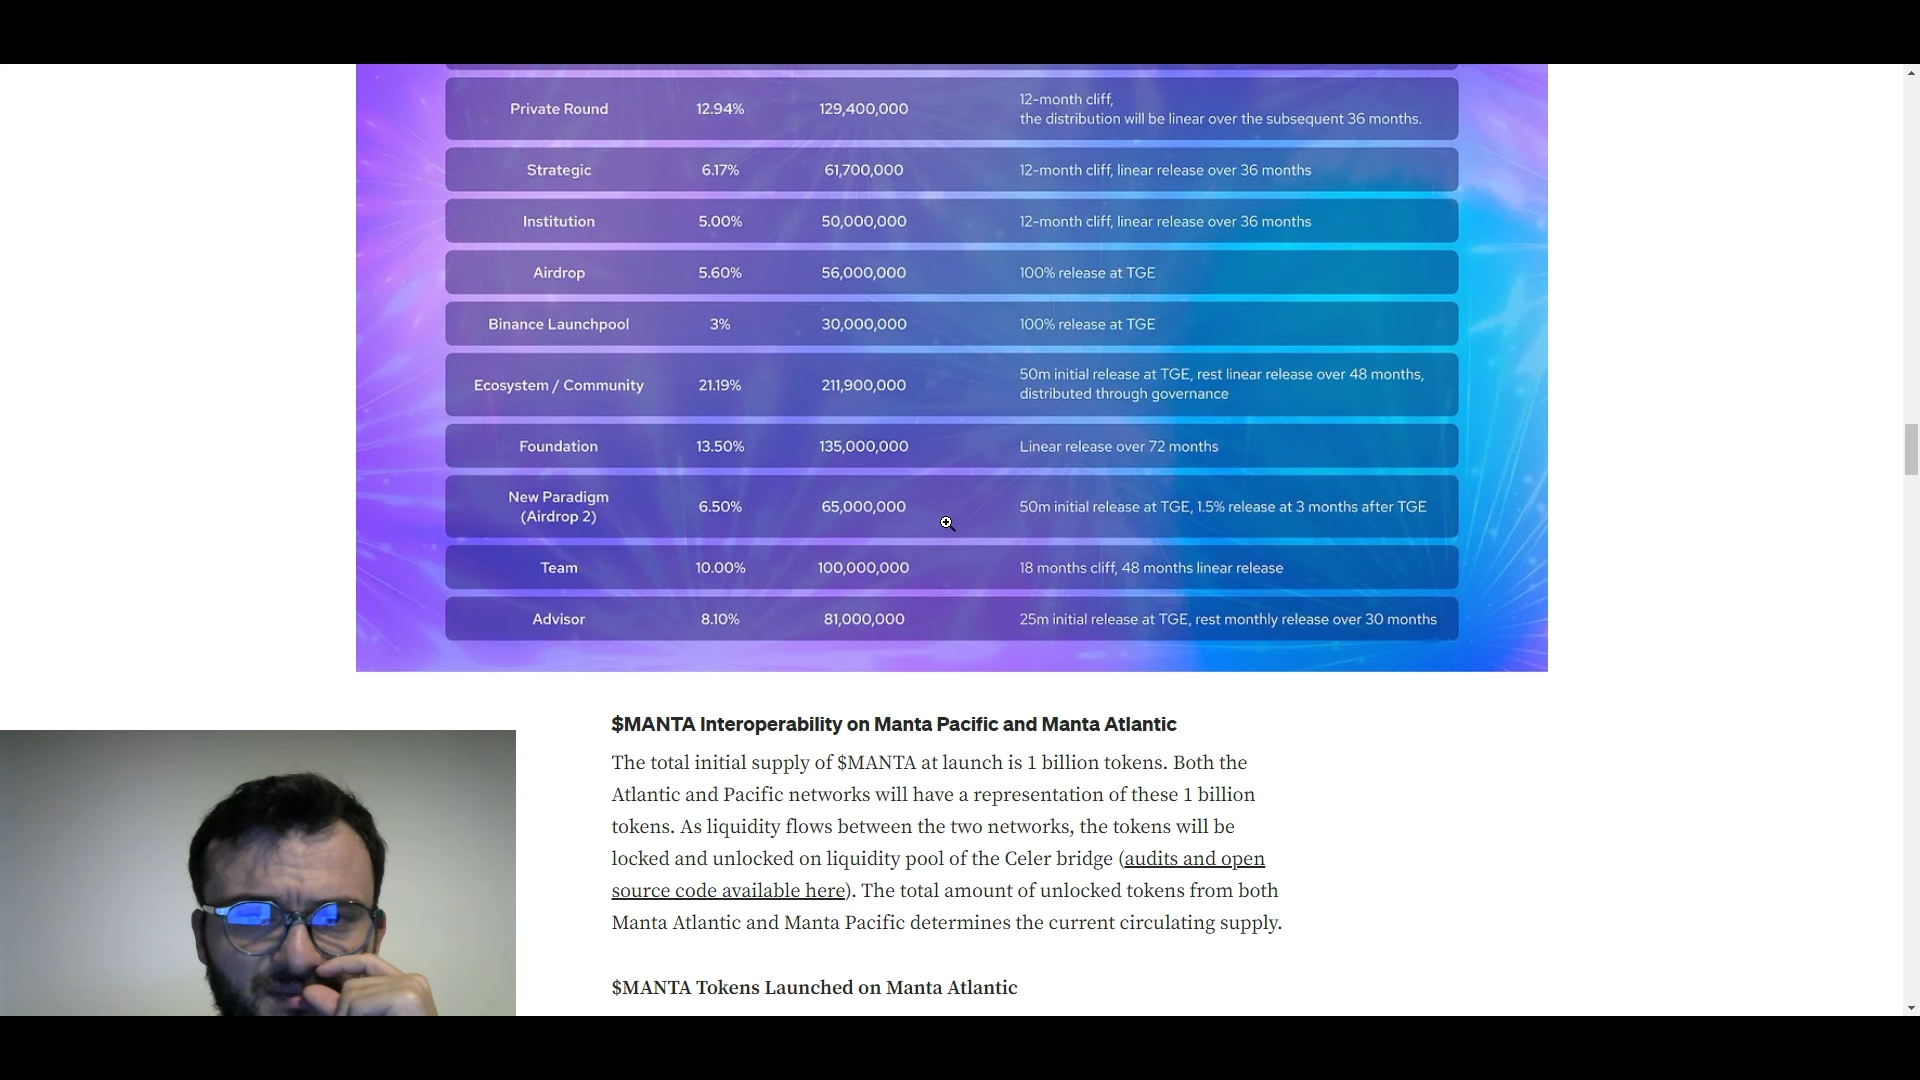 Private Round 12.94% 129,400,000 12-month cliff,
the distribution will be linear over the subsequent 36 months.
Strategic 6.17% 61,700,000 12-month cliff, linear release over 36 months
Institution 5.00% 50,000,000 12-month cliff, linear release over 36 months
Airdrop 5.60% 56,000,000 100% release at TGE
Binance Launchpool 3% 30,000,000 100% release at TGE
Ecosystem / Community 21.19% 211,900,000 50m initial release at TGE, rest linear release over 48 months,
distributed through governance
Foundation 13.50% 135,000,000 Linear release over 72 months
New Paradigm
(Airdrop 2) 6.50% 65,000,000 50m initial release at TGE, 1.5% release at 3 months after TGE
Team 10.00% 100,000,000 18 months cliff, 48 months linear release
Advisor 8.10% 81,000,000 25m initial release at TGE, rest monthly release over 30 months
$MANTA Interoperability on Manta Pacific and Manta Atlantic
The total initial supply of $MANTA at launch is 1 billion tokens. Both the
Atlantic and Pacific networks will have a representation of these 1 billion
tokens. As liquidity flows between the two networks, the tokens will be
locked and unlocked on liquidity pool of the Celer bridge (audits and open
source code available here). The total amount of unlocked tokens from both
Manta Atlantic and Manta Pacific determines the current circulating supply.
$MANTA Tokens Launched on Manta Atlantic